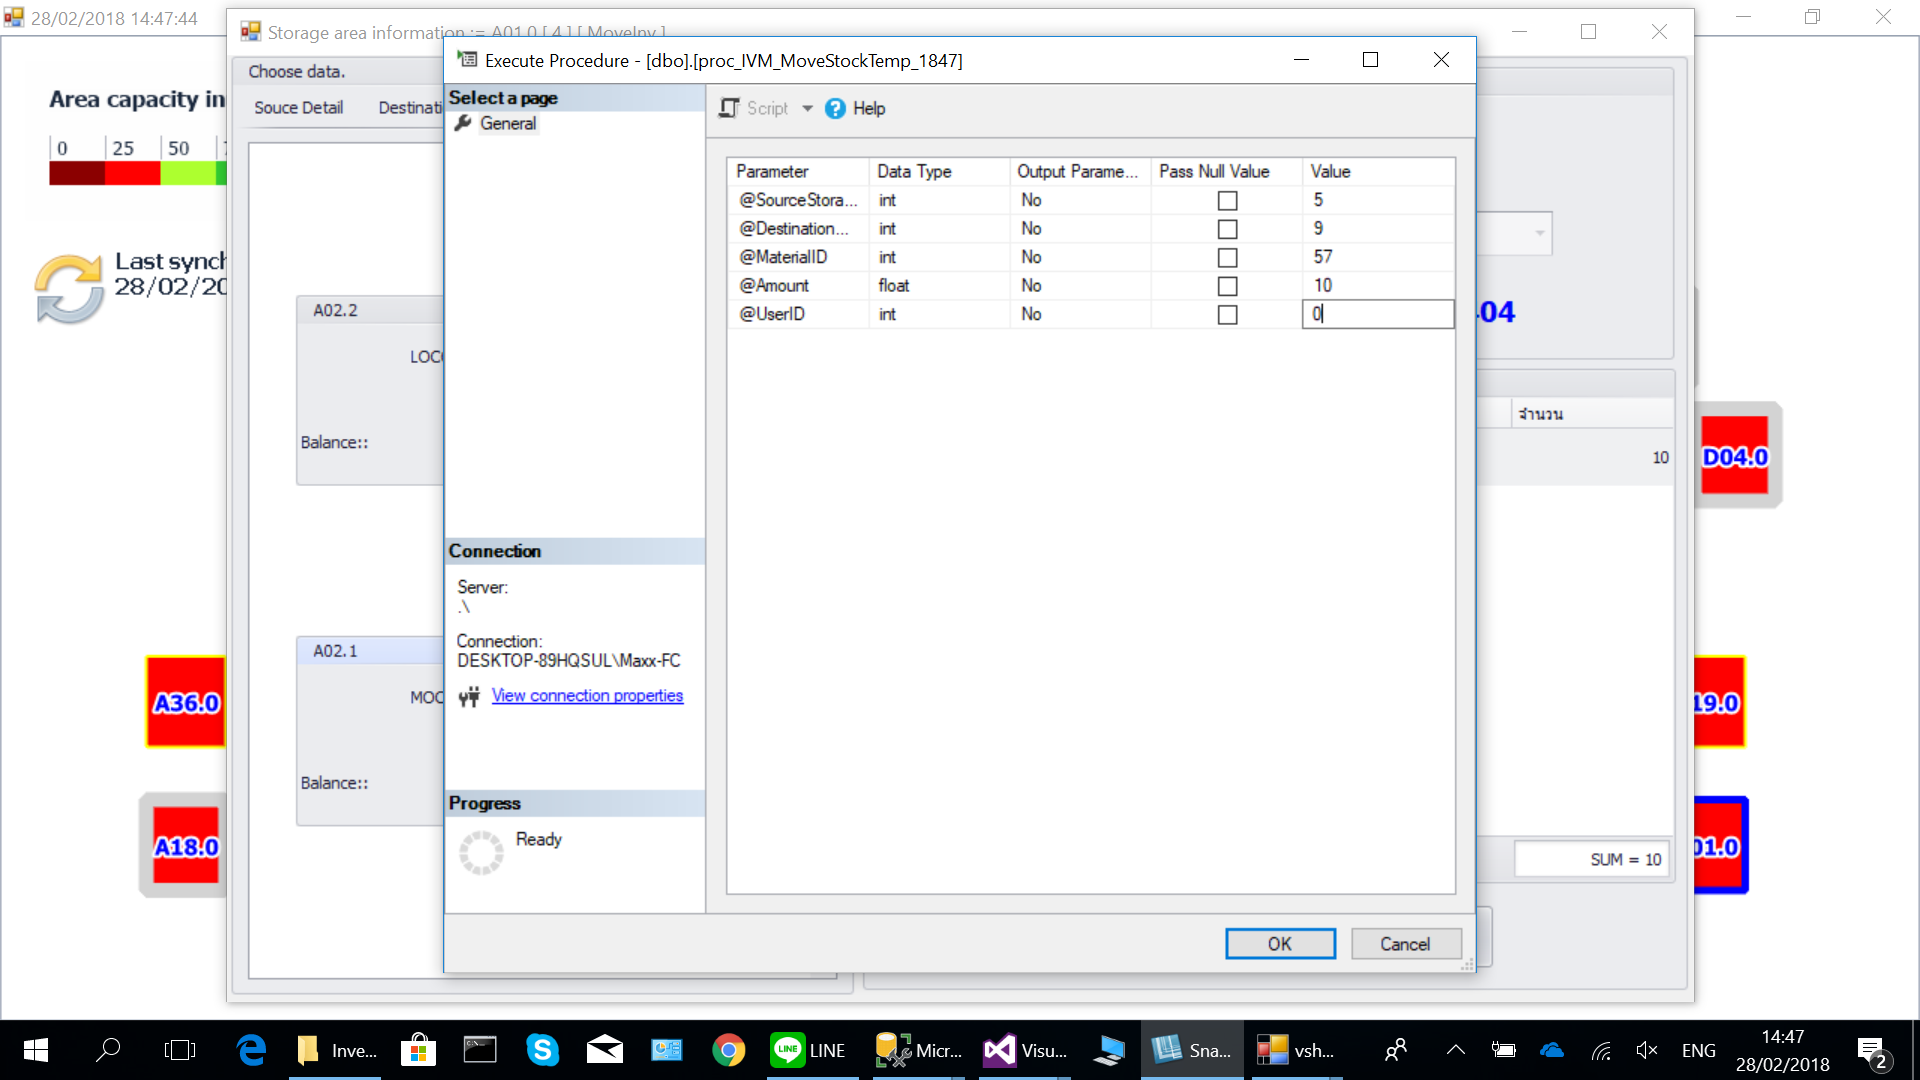 28/02/2018 14:47:44
Storage area information := A01.0 [ 4 ] [ MoveInv ]
Execute Procedure - [dbo].[proc_IVM_MoveStockTemp_1847]
Choose data.
Souce Detail
Area capacity
0 25 50
Last
28/02/
Select a page
General
Script Help
Parameter Data Type Output Parame... Pass Null Value Value
@SourceStora... int No 5
@Destination... int No 9
@MaterialID int No 57
@Amount float No 10
@UserID int No 0
A02.2
Balance::
A02.1
Balance::
Connection
Server:
.\
Connection:
DESKTOP-89HQSUL\Maxx-FC
View connection properties
Progress
Ready
OK Cancel
04
จำนวน
10
SUM = 10
D04.0
A36.0
19.0
A18.0
01.0
Inve...
LINE
Micr...
Visu...
Sna...
vsh...
ENG
14:47
28/02/2018
2